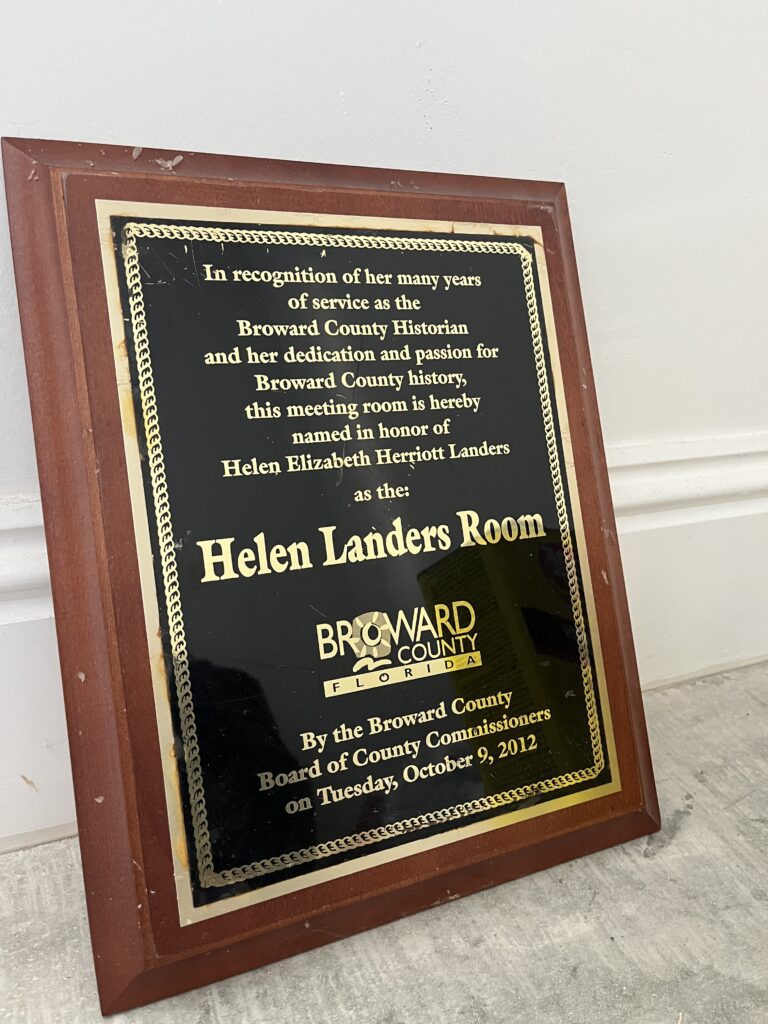 In recognition of her many years
of service as the
Broward County Historian
and her dedication and passion for
Broward County history,
this meeting room is hereby
named in honor of
Helen Elizabeth Herriott Landers
as the:
Helen Landers Room
BROWARD
COUNTY
FLORIDA
By the Broward County
Board of County Commissioners
on Tuesday, October 9, 2012